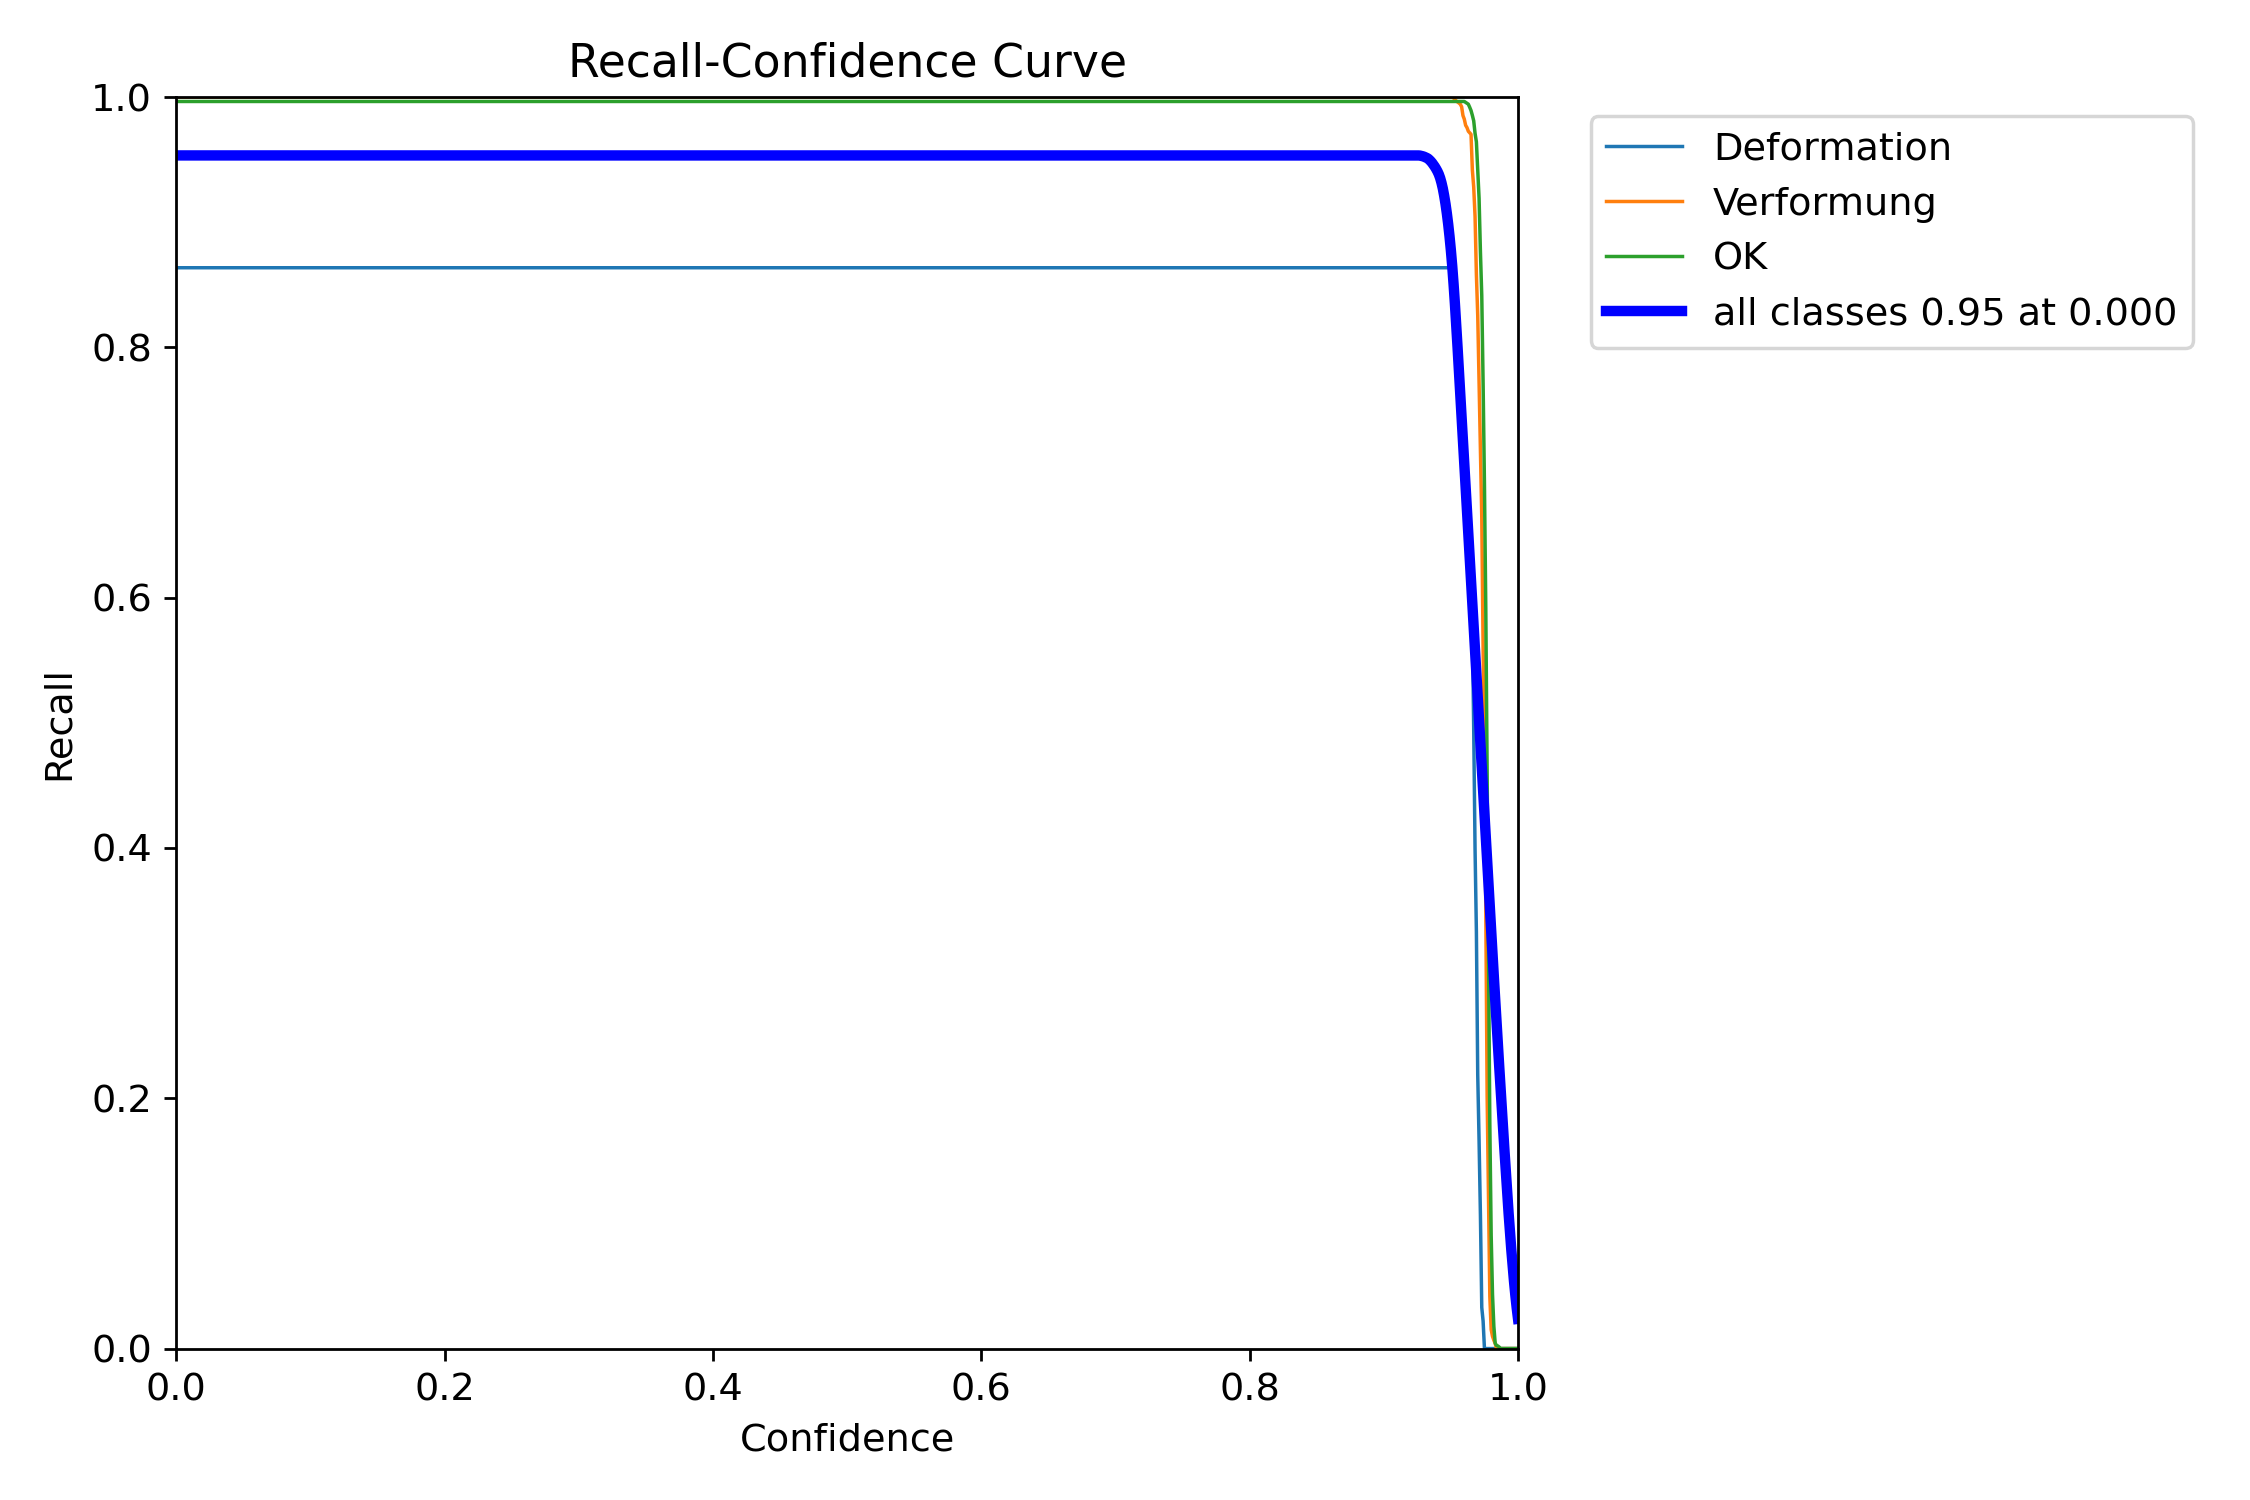 Recall-Confidence Curve
1.0
0.8
0.6
0.4
0.2
0.0
Recall
0.0 0.2 0.4 0.6 0.8 1.0
Confidence
Deformation
Verformung
OK
all classes 0.95 at 0.000